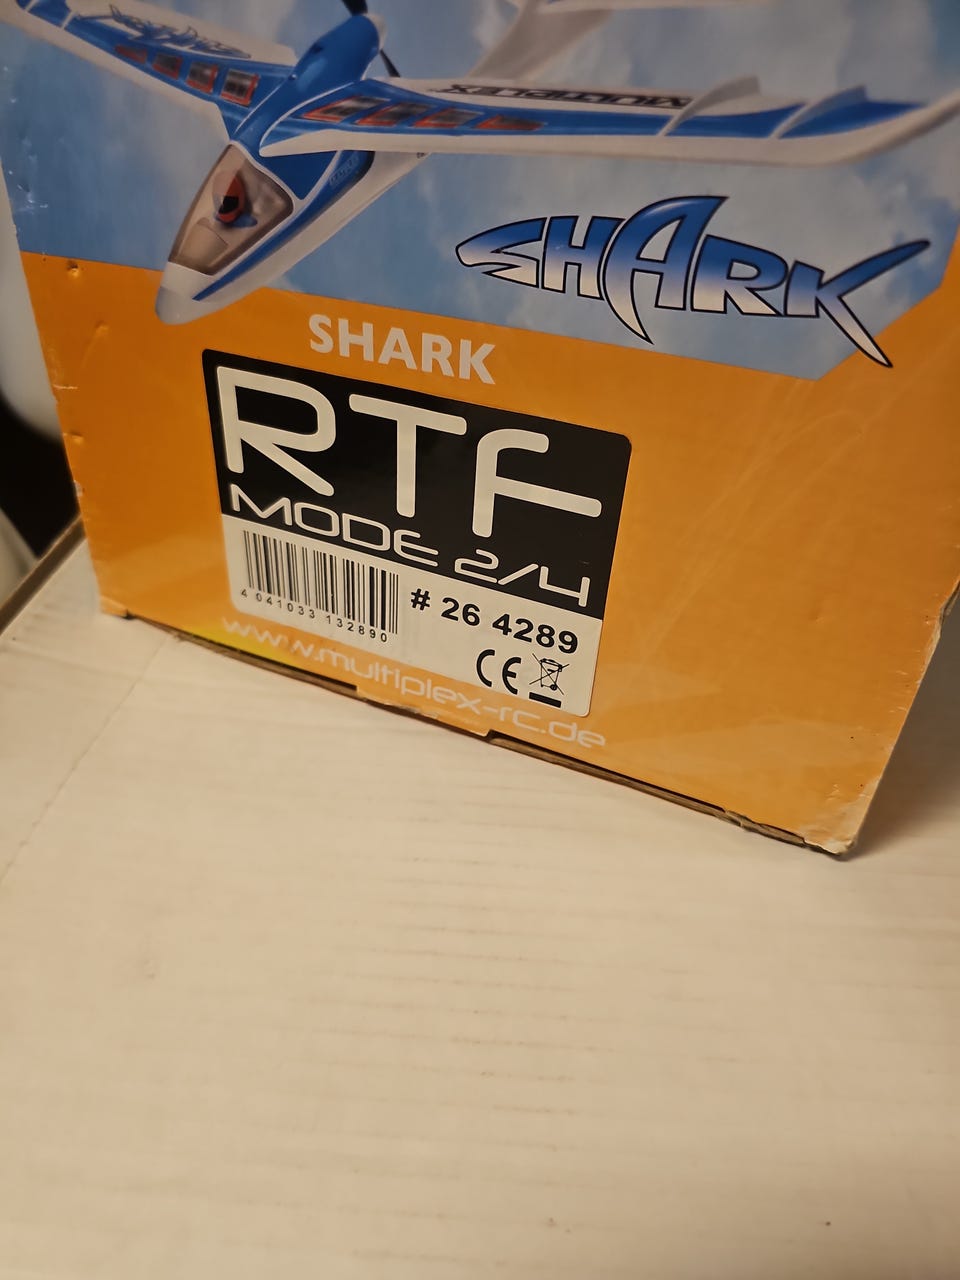 MULTIPLEX
SHARK
SHARK
RTF
MODE 2/4
4 041033 132890
# 26 4289
CE
www.multiplex-rc.de